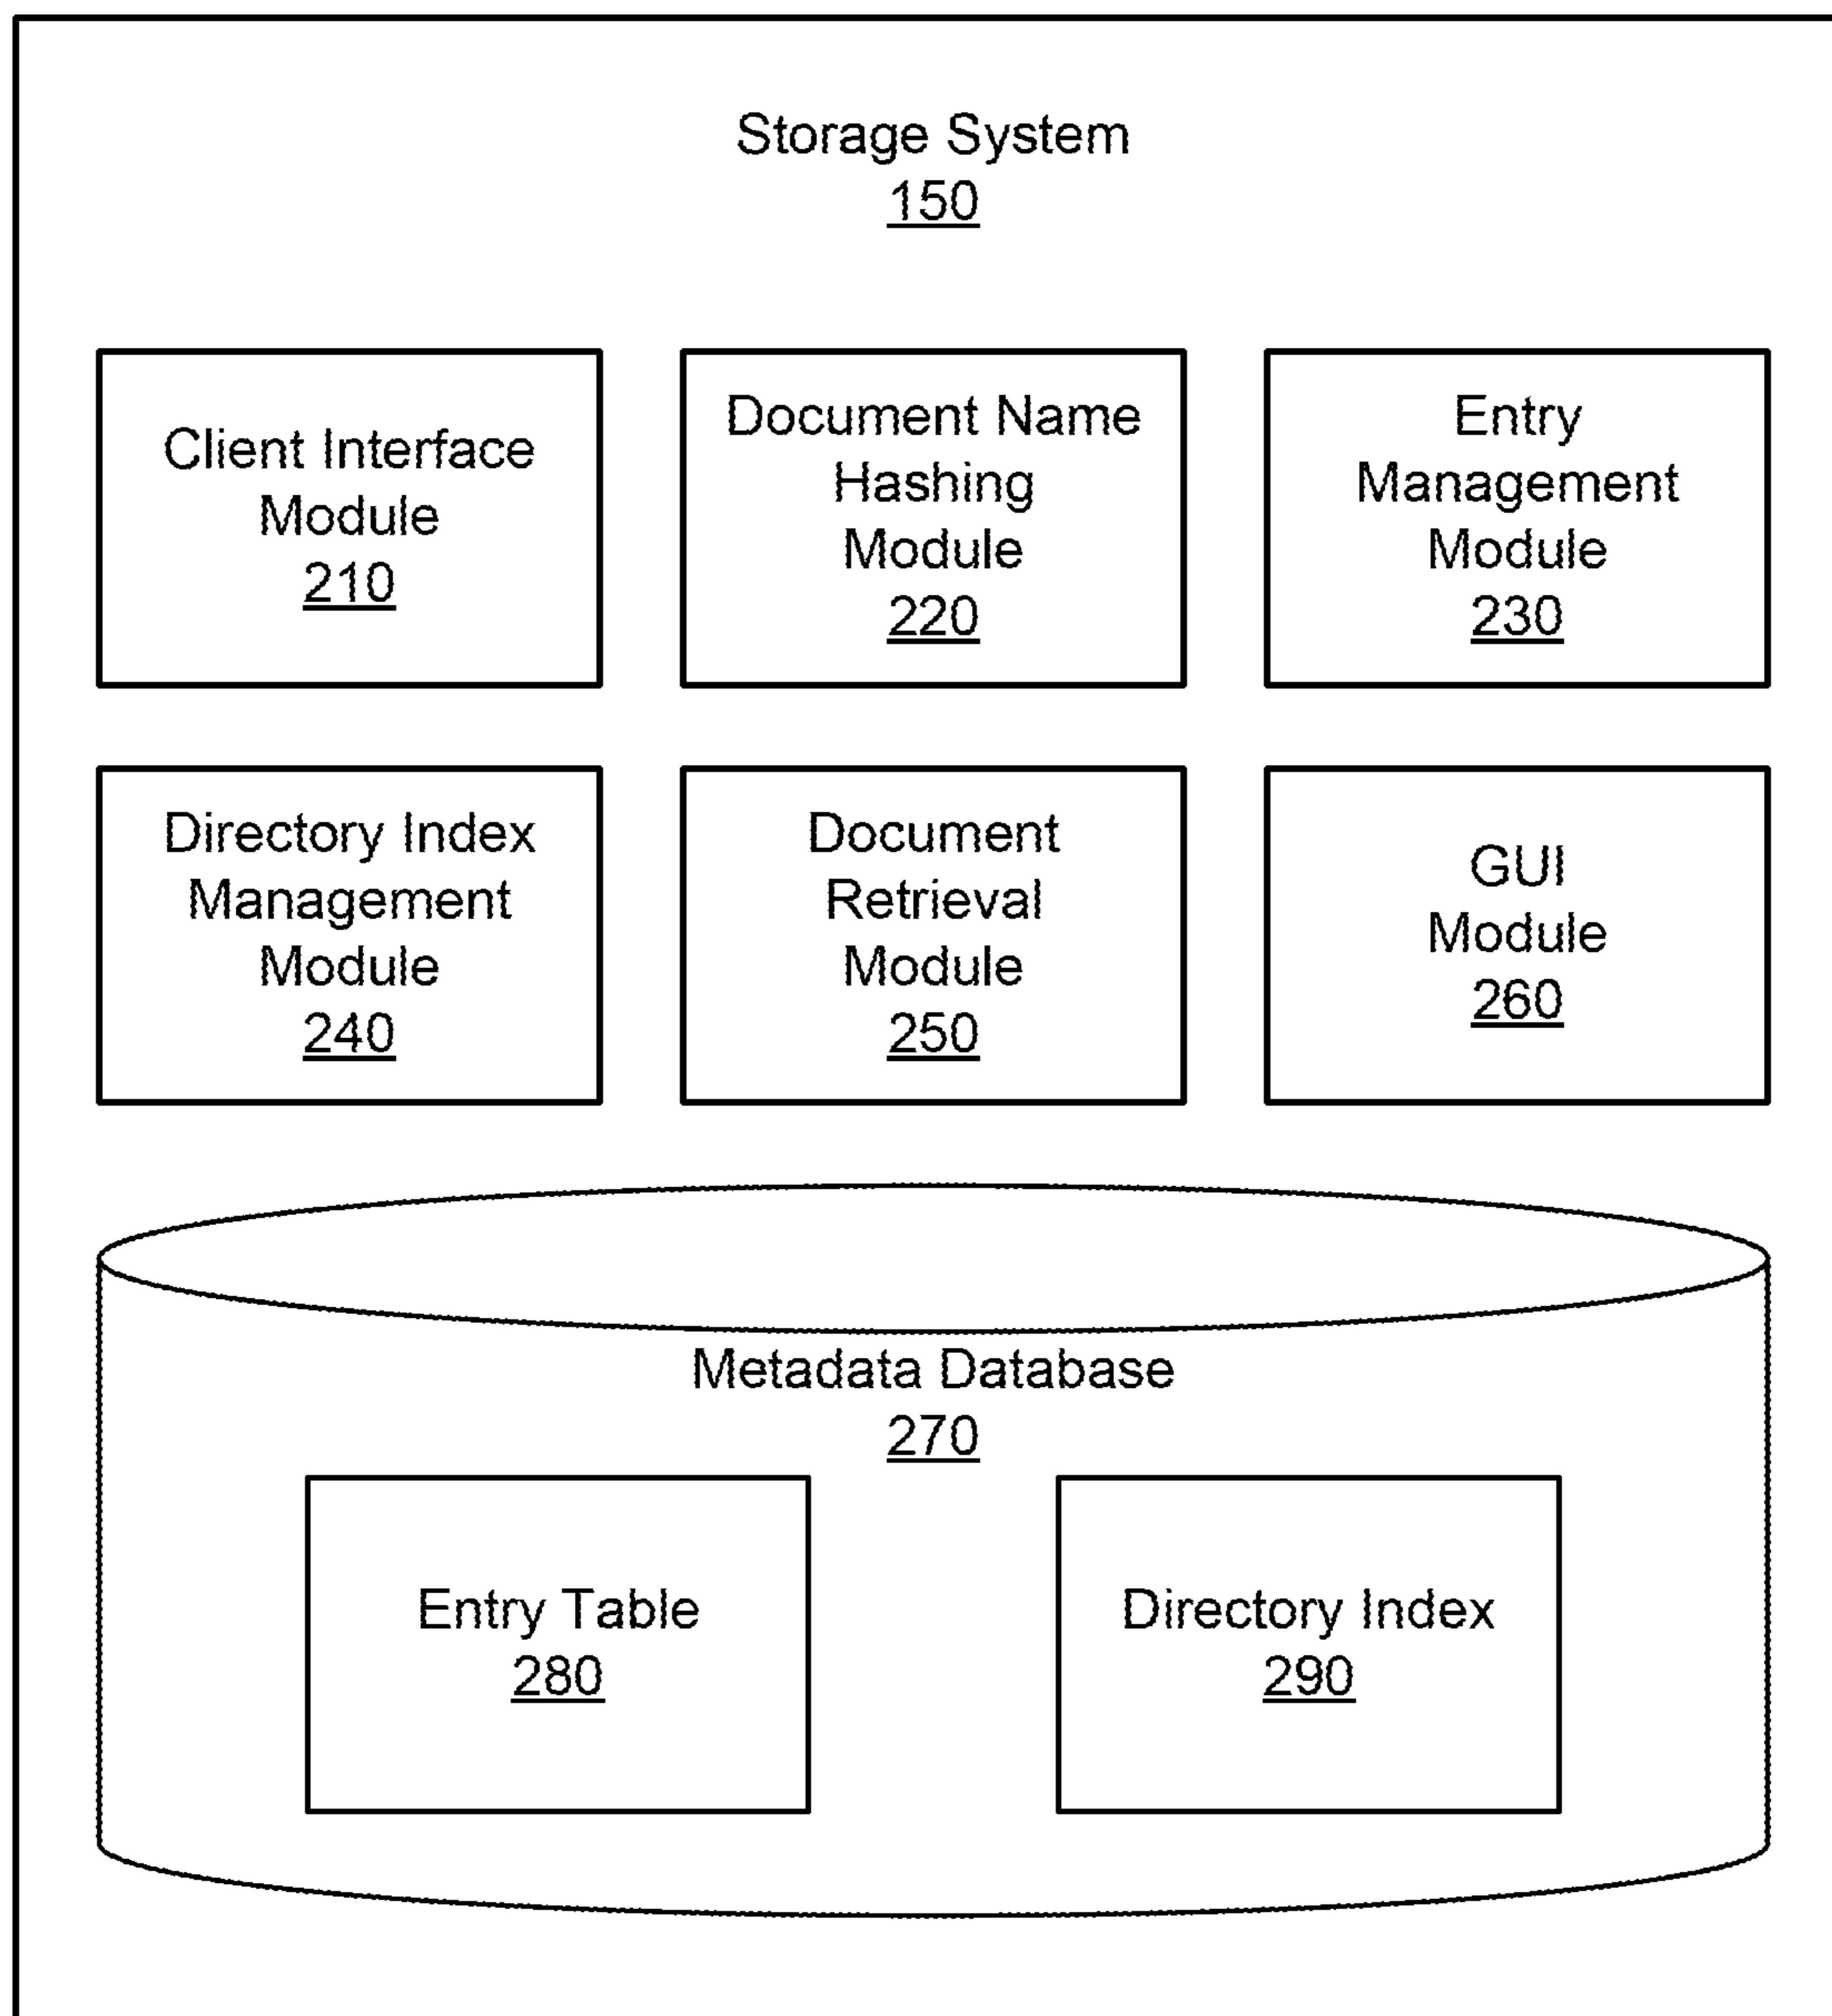 Storage System
150
Client Interface
Module
210
Document Name
Hashing
Module
220
Entry
Management
Module
230
Directory Index
Management
Module
240
Document
Retrieval
Module
250
GUI
Module
260
Metadata Database
270
Entry Table
280
Directory Index
290